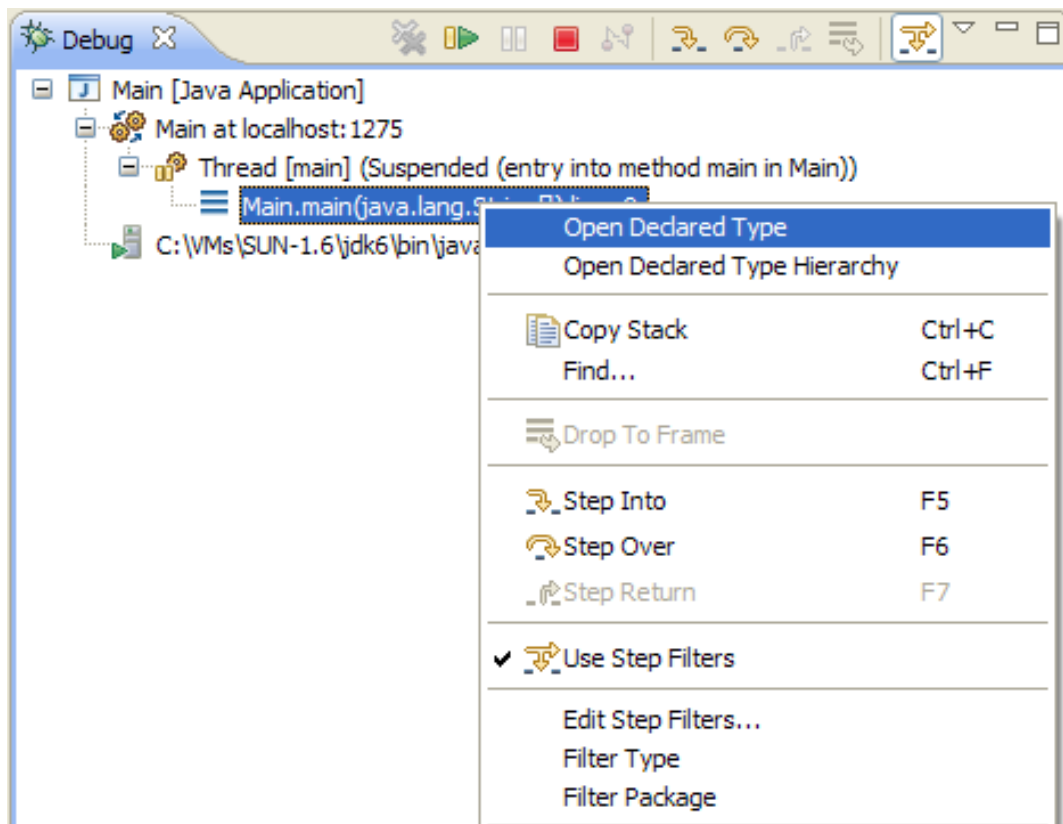 Debug
Main [Java Application]
Main at localhost:1275
Thread [main] (Suspended (entry into method main in Main))
Main.main(java.lang.
C:\VMs\SUN-1.6\jdk6\bin\java
Open Declared Type
Open Declared Type Hierarchy
Copy Stack Ctrl+C
Find... Ctrl+F
Drop To Frame
Step Into F5
Step Over F6
Step Return F7
Use Step Filters
Edit Step Filters...
Filter Type
Filter Package